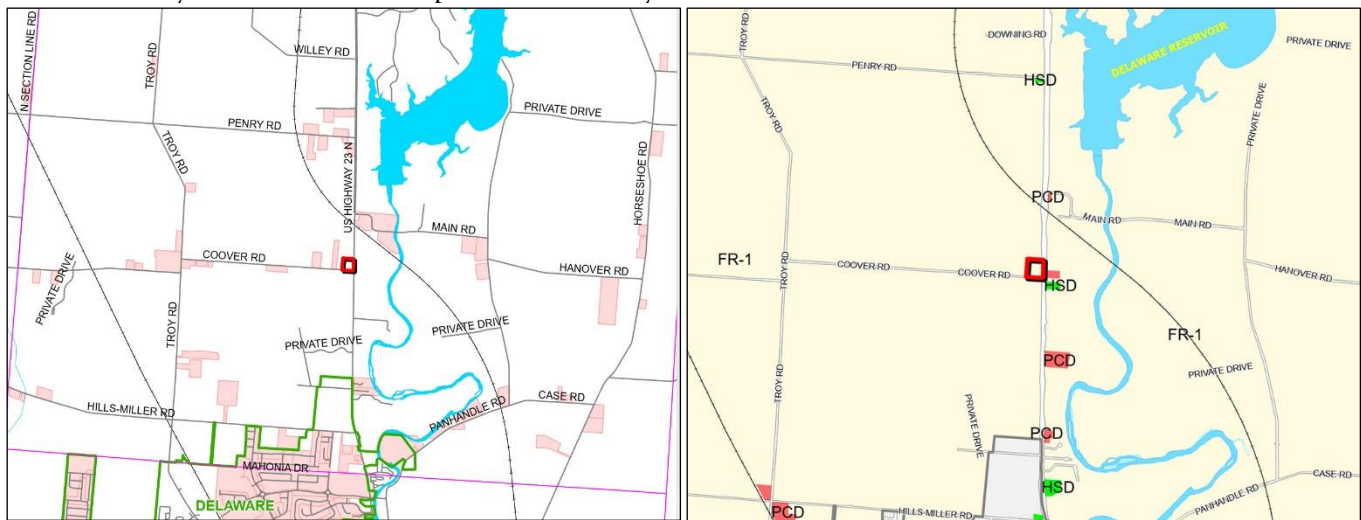 WILLEY RD
N SECTION LINE RD
TROY RD
PRIVATE DRIVE
PENRY RD
TROY RD
US HIGHWAY 23 N
HORSESHOE RD
MAIN RD
COOVER RD
HANOVER RD
PRIVATE DRIVE
TROY RD
PRIVATE DRIVE
PRIVATE DRIVE
CASE RD
HILLS-MILLER RD
PANHANDLE RD
MAHONIA DR
DELAWARE
TROY RD
DOWNING RD
PRIVATE DRIVE
DELAWARE RESERVOIR
PENRY RD
HSD
TROY RD
PRIVATE DRIVE
PCD
MAIN RD
MAIN RD
FR-1
COOVER RD
COOVER RD
HANOVER RD
HSD
TROY RD
FR-1
PCD
PRIVATE DRIVE
PRIVATE DRIVE
TROY RD
PCD
CASE RD
HSD
PANHANDLE RD
PCD
HILLS-MILLER RD